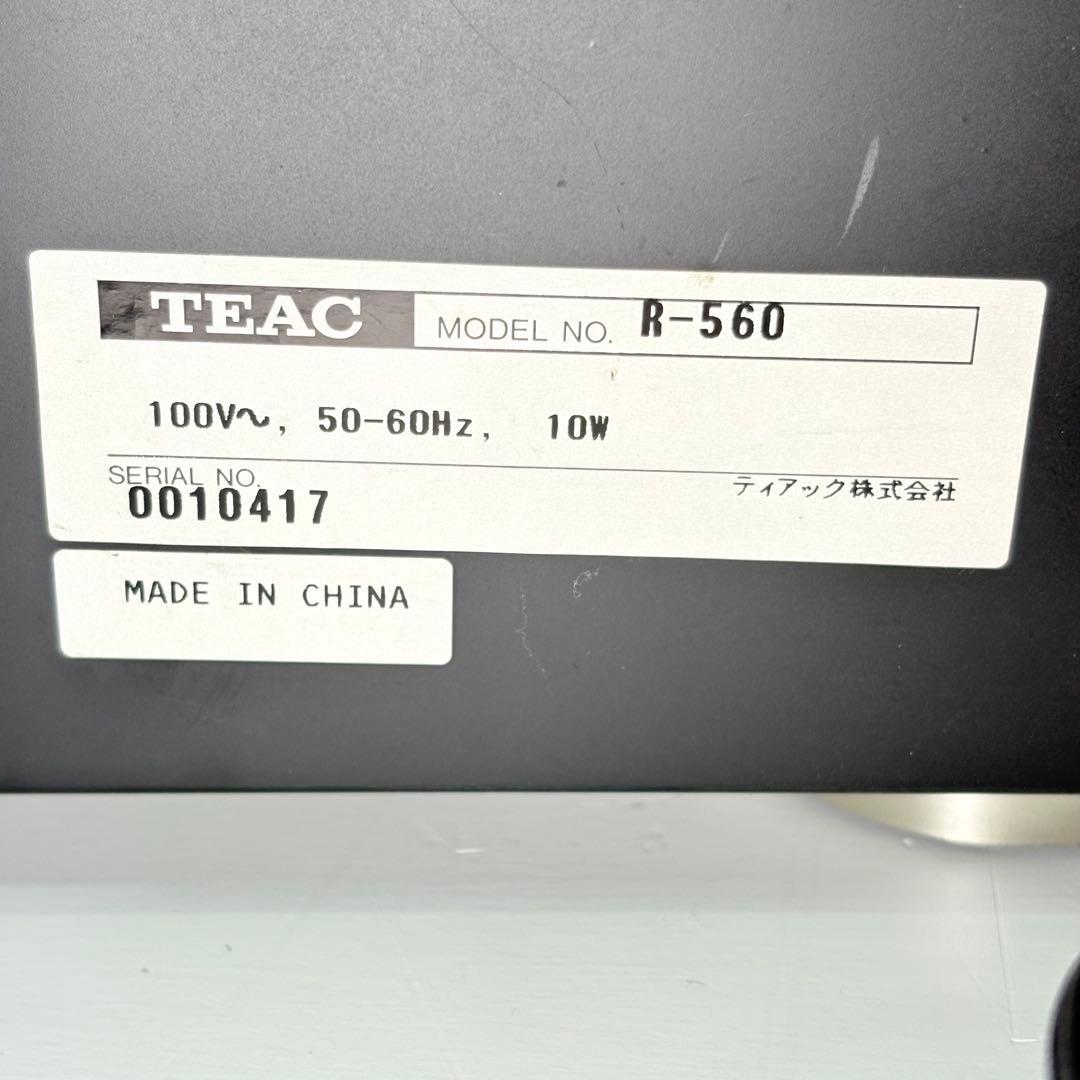 TEAC MODEL NO. R-560
100V～, 50-60Hz, 10W
SERIAL NO.
0010417
ティアック株式会社
MADE IN CHINA